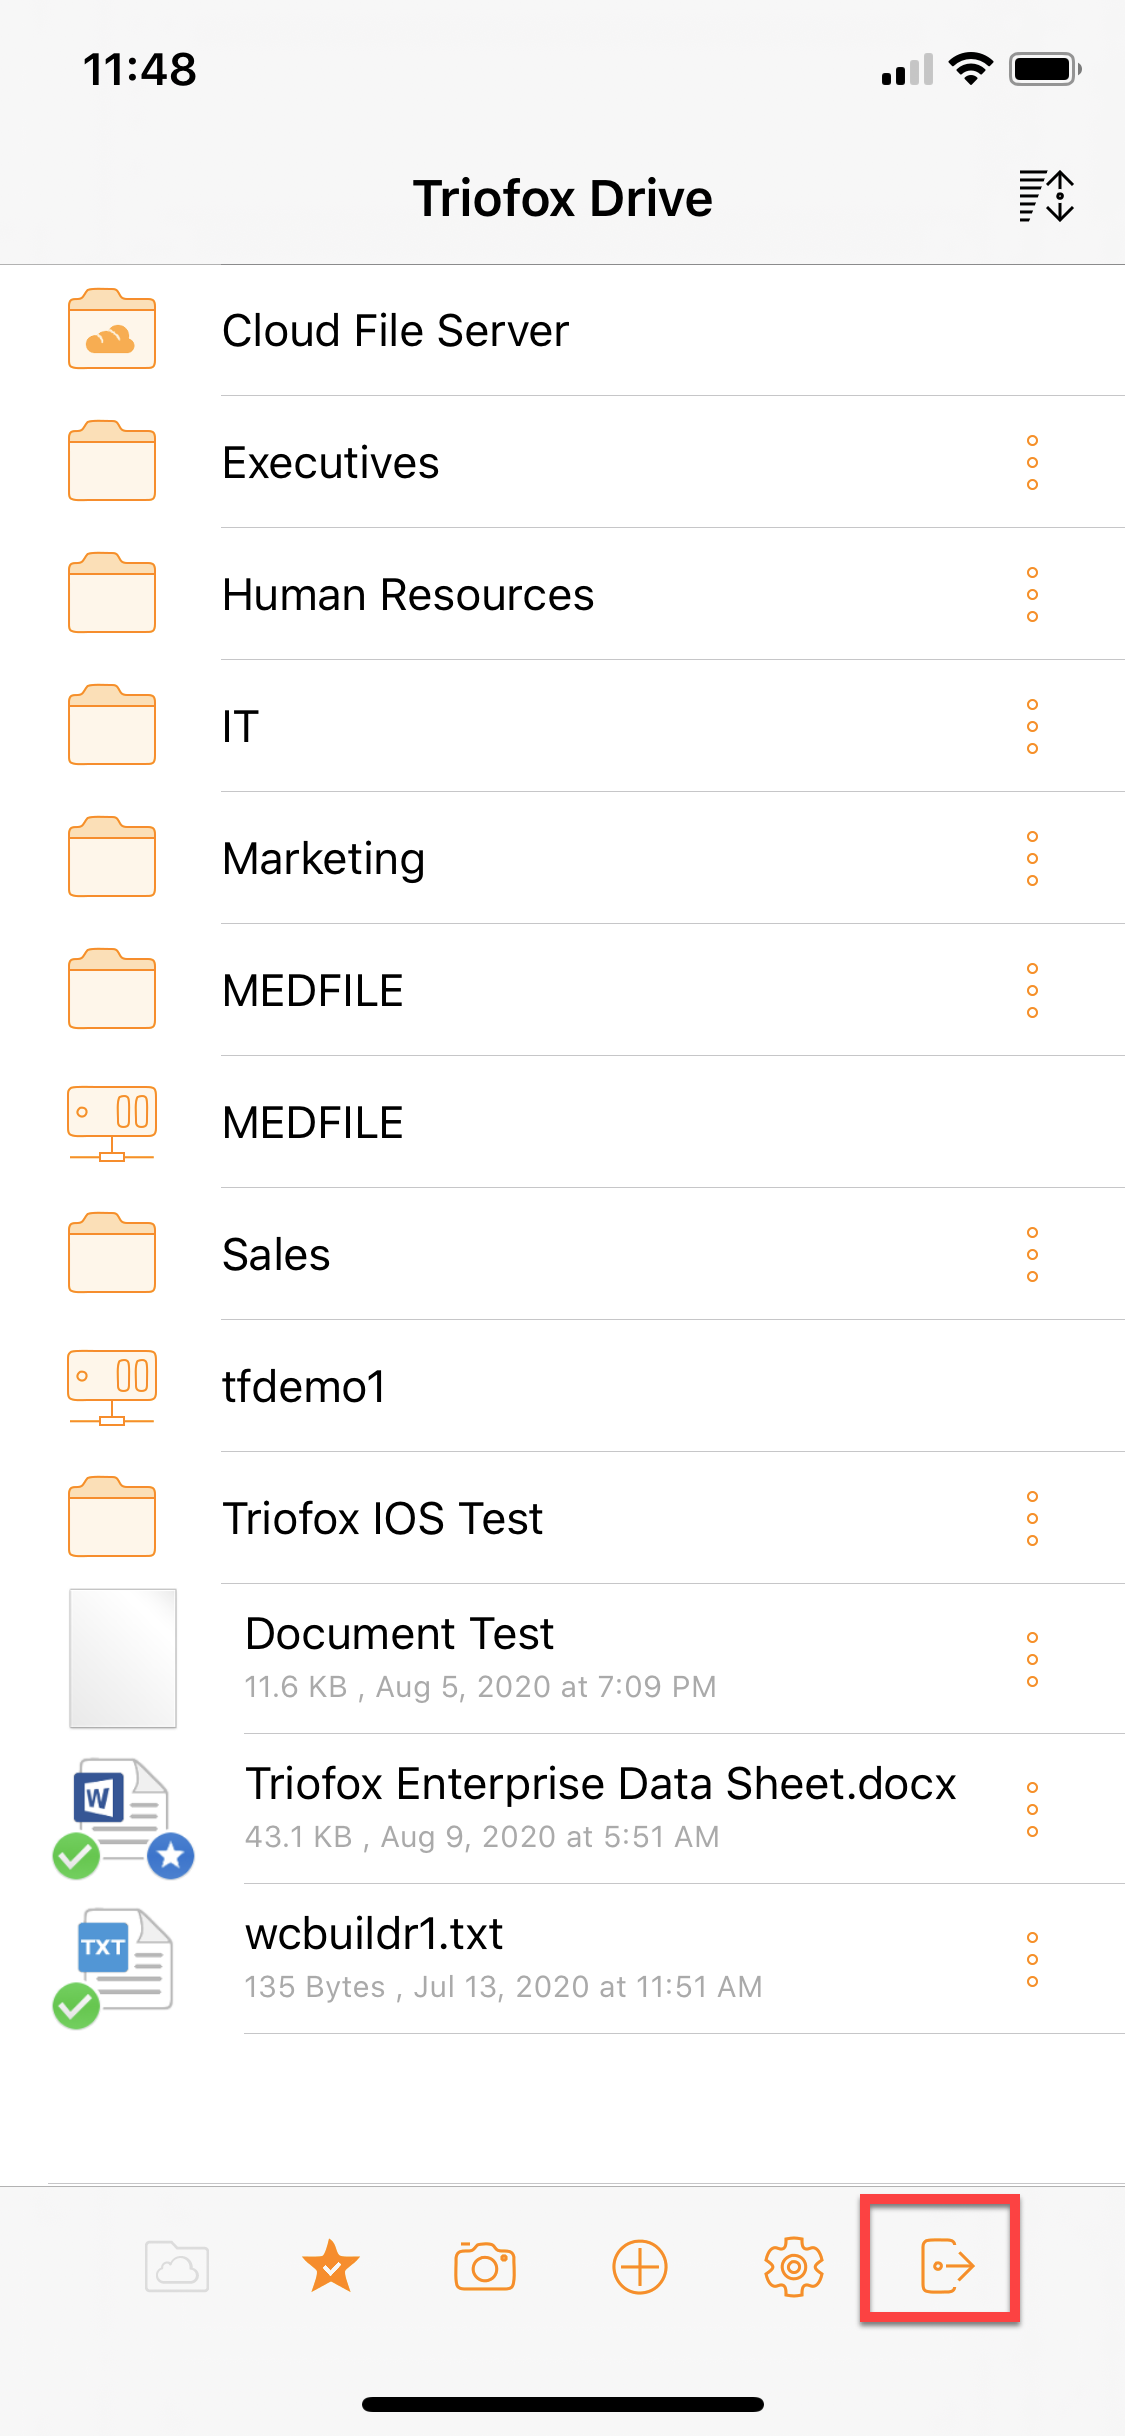 11:48
Triofox Drive
Cloud File Server
Executives
Human Resources
IT
Marketing
MEDFILE
MEDFILE
Sales
tfdemo1
Triofox IOS Test
Document Test
11.6 KB , Aug 5, 2020 at 7:09 PM
W
Triofox Enterprise Data Sheet.docx
43.1 KB , Aug 9, 2020 at 5:51 AM
TXT
wcbuildr1.txt
135 Bytes , Jul 13, 2020 at 11:51 AM